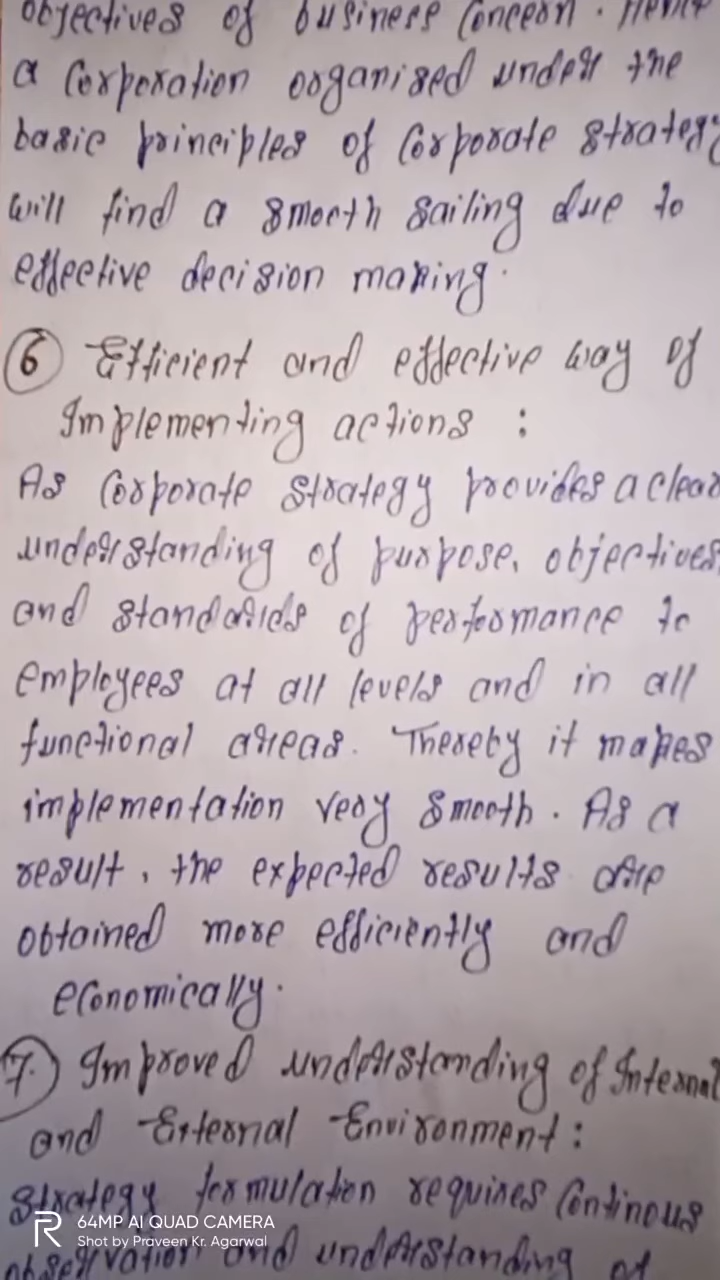 objectives of business Concern. Hence
a Corporation organised under the
basic principles of Corporate strategy
will find a smooth sailing due to
effective decision making.
6 Efficient and effective way of
Implementing actions :
As Corporate strategy provides a clear
understanding of purpose, objectives
and standards of performance to
employees at all levels and in all
functional areas. Thereby it makes
implementation very smooth. As a
result, the expected results are
obtained more efficiently and
economically.
7. Improved understanding of Internal
and External Environment :
Strategy formulation requires Continous
observation and understanding of
R 64MP AI QUAD CAMERA
Shot by Praveen Kr. Agarwal